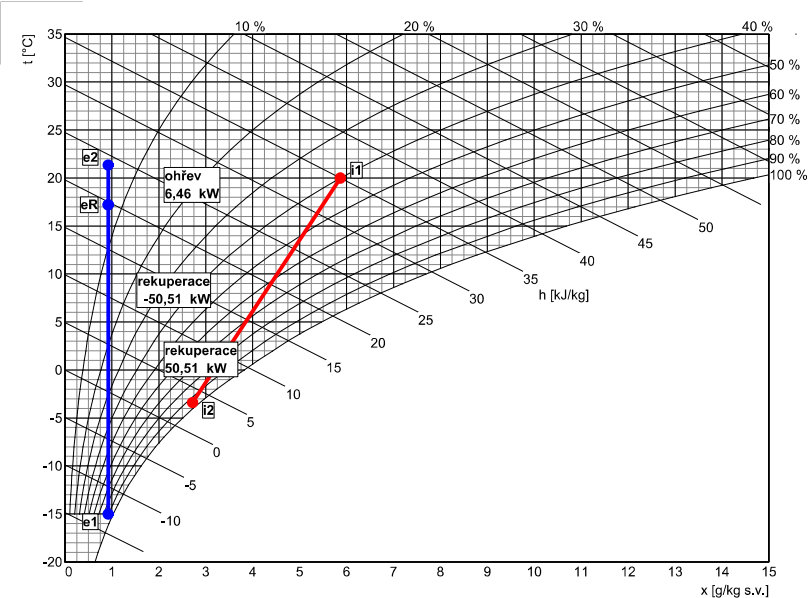 10 %
20 %
30 %
40 %
t [°C]
35
30
25
20
15
10
5
0
-5
-10
-15
-20
50 %
60 %
70 %
80 %
90 %
100 %
e2
eR
e1
ohřev
6,46 kW
i1
rekuperace
-50,51 kW
rekuperace
50,51 kW
i2
50
45
40
35
30
25
20
15
10
5
0
-5
-10
h [kJ/kg]
0 1 2 3 4 5 6 7 8 9 10 11 12 13 14 15
x [g/kg s.v.]